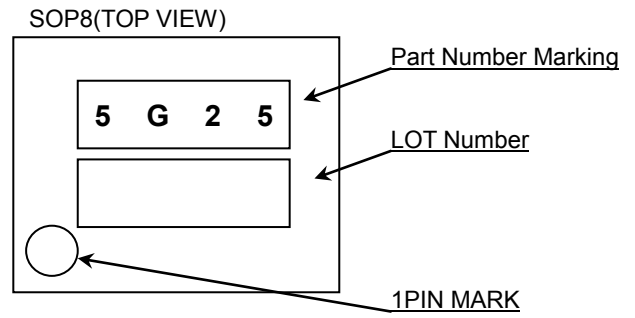 SOP8(TOP VIEW)
Part Number Marking
5 G 2 5
LOT Number
1PIN MARK